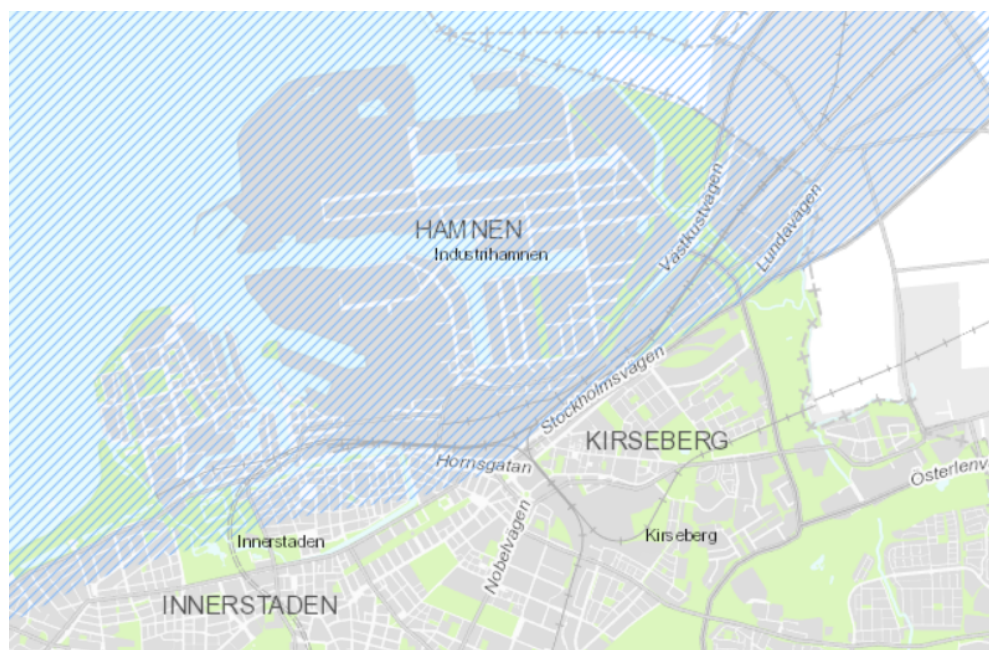 HAMNEN
Industrihamnen
Västkustvägen
Lundavägen
Stockholmsvägen
KIRSEBERG
Hornsgatan
Österlenv
Nobelvägen
Innerstaden
Kirseberg
INNERSTADEN